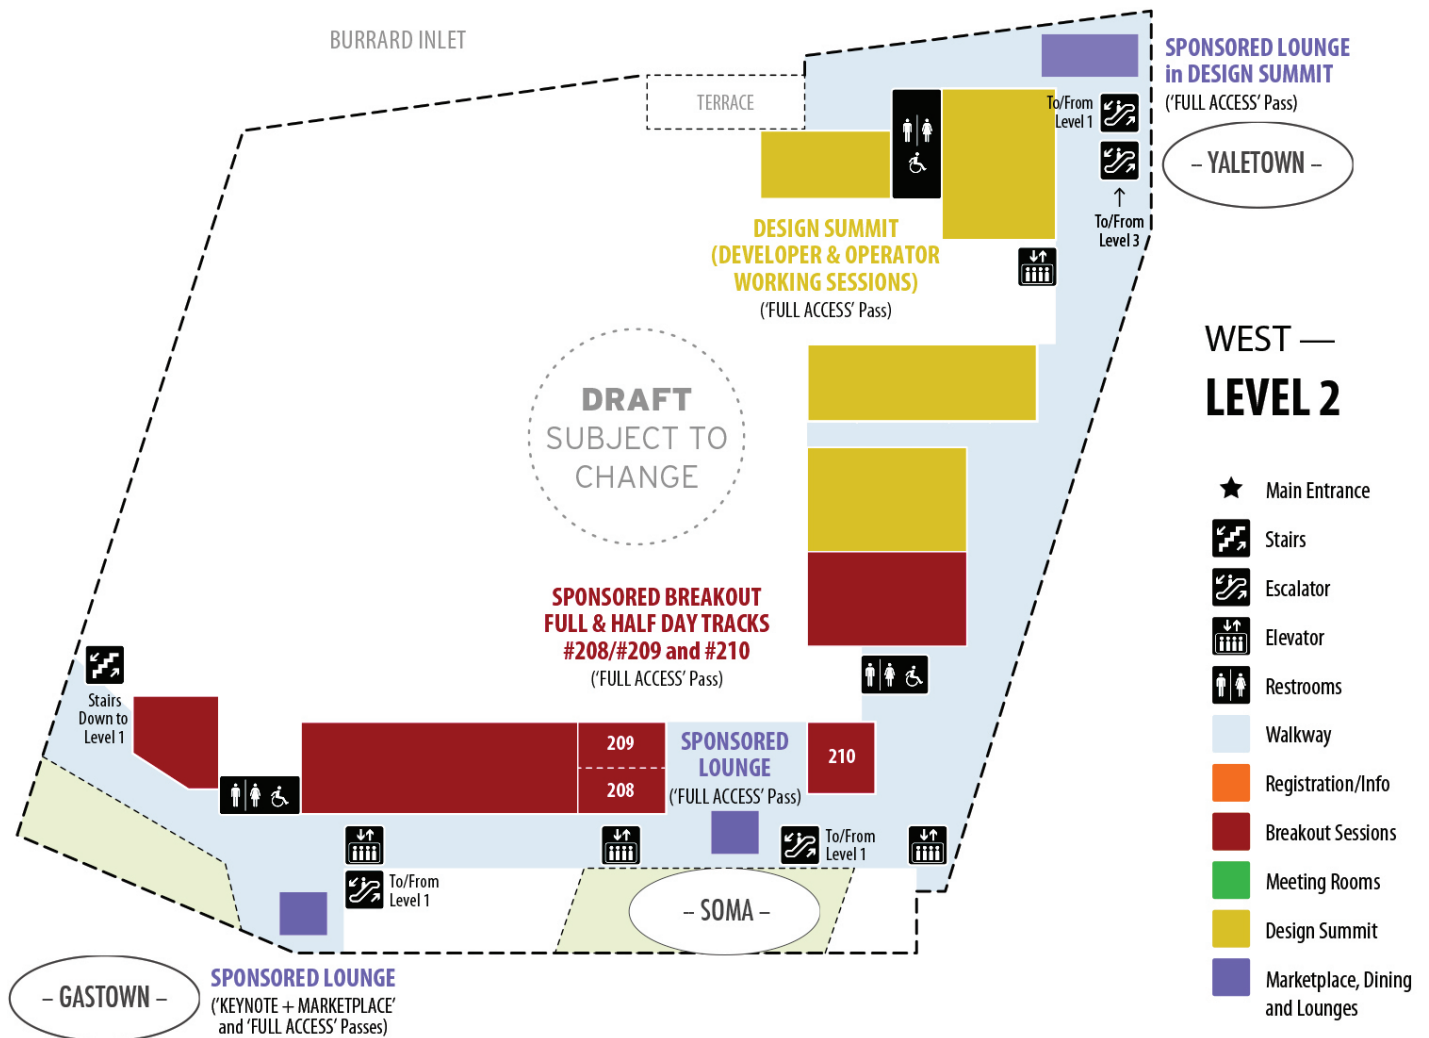 BURRARD INLET
TERRACE
SPONSORED LOUNGE
in DESIGN SUMMIT
(‘FULL ACCESS’ Pass)
To/From
Level 1
– YALETOWN –
To/From
Level 3
DESIGN SUMMIT
(DEVELOPER & OPERATOR
WORKING SESSIONS)
(‘FULL ACCESS’ Pass)
DRAFT
SUBJECT TO
CHANGE
WEST —
LEVEL 2
Main Entrance
Stairs
Escalator
Elevator
Restrooms
Walkway
Registration/Info
Breakout Sessions
Meeting Rooms
Design Summit
Marketplace, Dining
and Lounges
SPONSORED BREAKOUT
FULL & HALF DAY TRACKS
#208/#209 and #210
(‘FULL ACCESS’ Pass)
Stairs
Down to
Level 1
209
208
SPONSORED
LOUNGE
(‘FULL ACCESS’ Pass)
210
To/From
Level 1
To/From
Level 1
– SOMA –
– GASTOWN –
SPONSORED LOUNGE
(‘KEYNOTE + MARKETPLACE’
and ‘FULL ACCESS’ Passes)